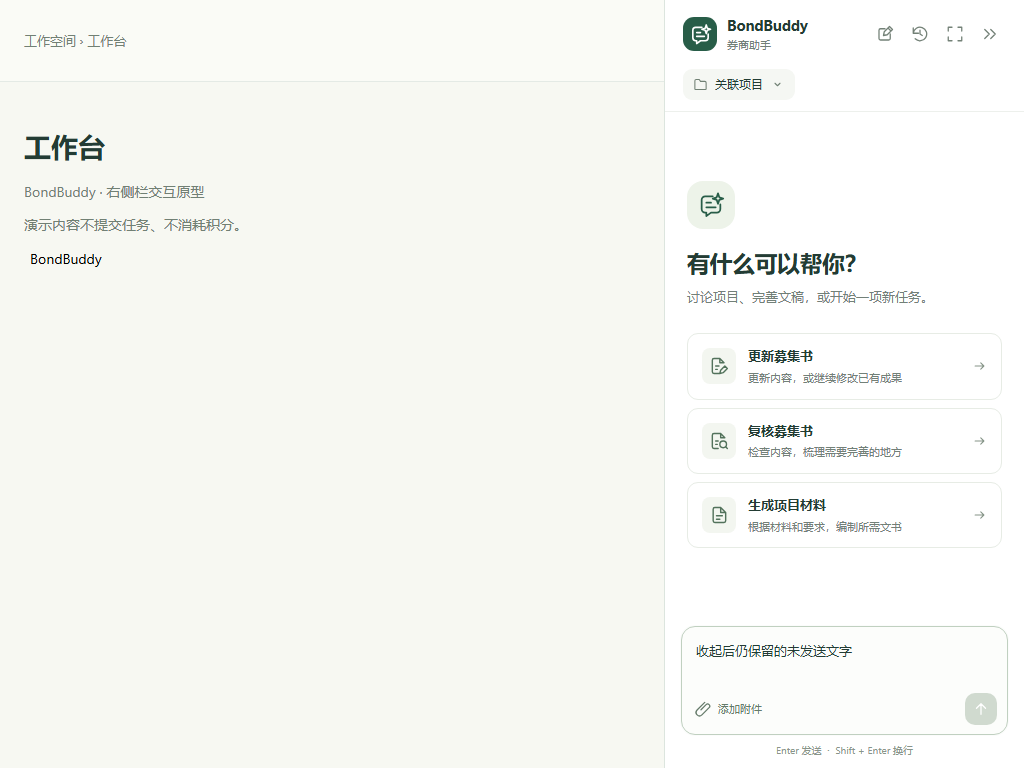 工作空间 › 工作台
工作台
BondBuddy · 右侧栏交互原型
演示内容不提交任务、不消耗积分。
BondBuddy
BondBuddy
券商助手
关联项目
有什么可以帮你？
讨论项目、完善文稿，或开始一项新任务。
更新募集书
更新内容，或继续修改已有成果
复核募集书
检查内容，梳理需要完善的地方
生成项目材料
根据材料和要求，编制所需文书
收起后仍保留的未发送文字
添加附件
Enter 发送 · Shift + Enter 换行